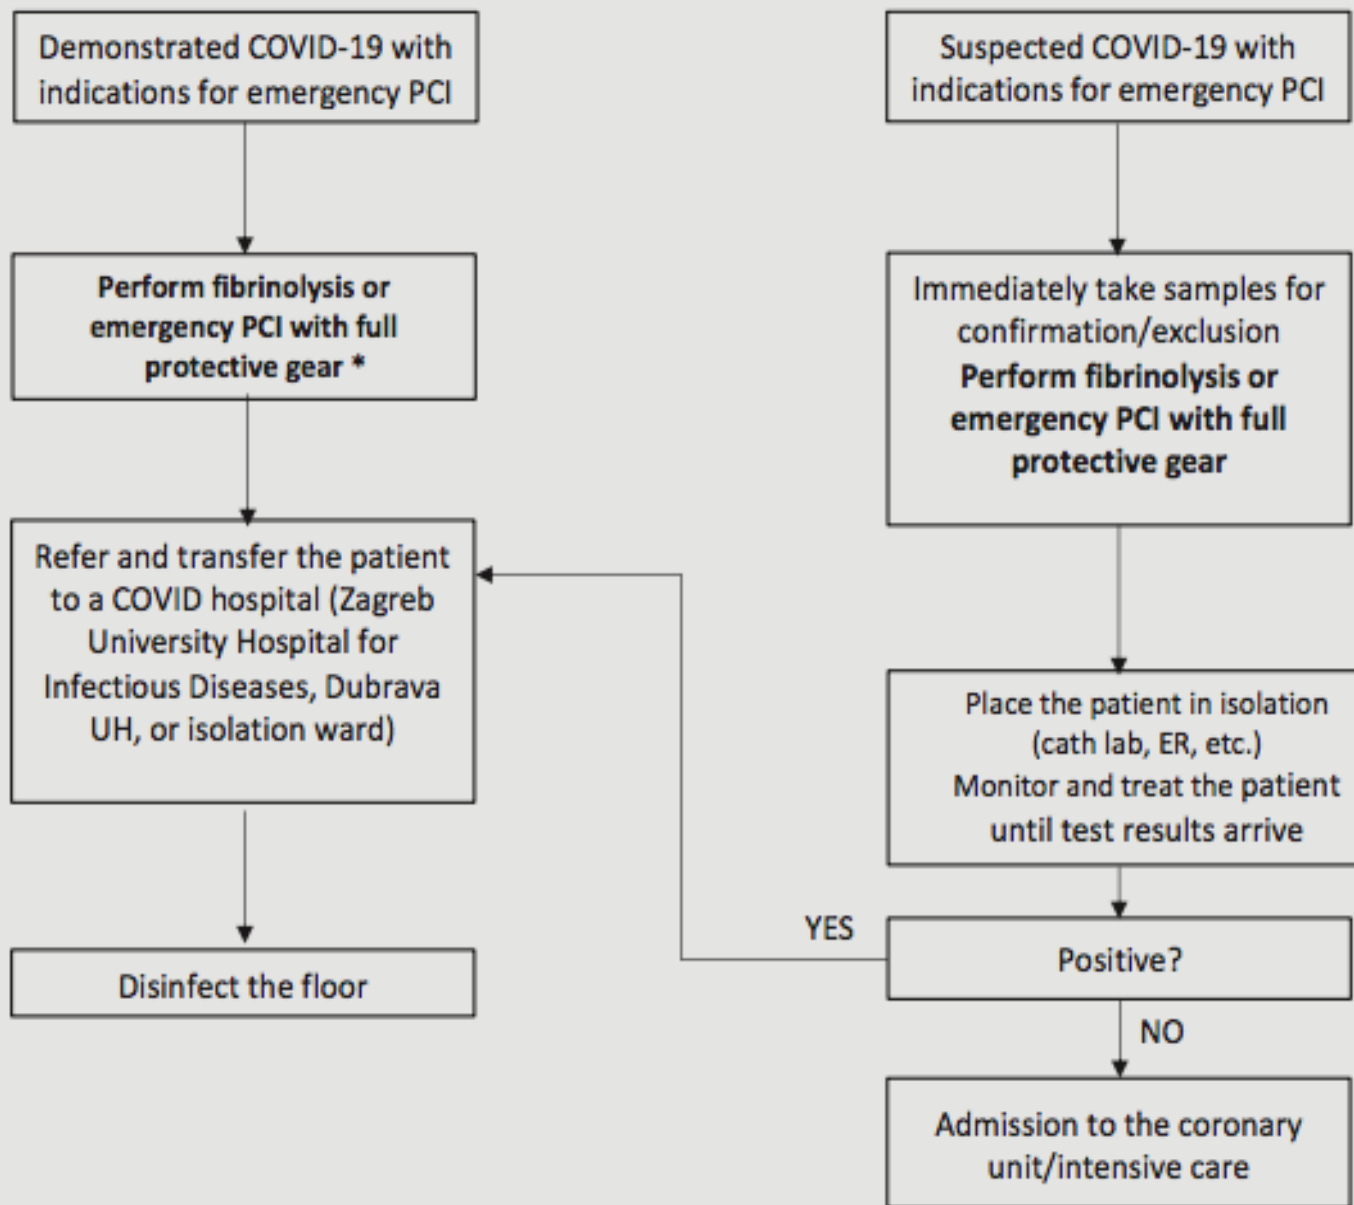 Demonstrated COVID-19 with
indications for emergency PCI
Perform fibrinolysis or
emergency PCI with full
protective gear *
Refer and transfer the patient
to a COVID hospital (Zagreb
University Hospital for
Infectious Diseases, Dubrava
UH, or isolation ward)
Disinfect the floor
Suspected COVID-19 with
indications for emergency PCI
Immediately take samples for
confirmation/exclusion
Perform fibrinolysis or
emergency PCI with full
protective gear
Place the patient in isolation
(cath lab, ER, etc.)
Monitor and treat the patient
until test results arrive
YES
Positive?
NO
Admission to the coronary
unit/intensive care